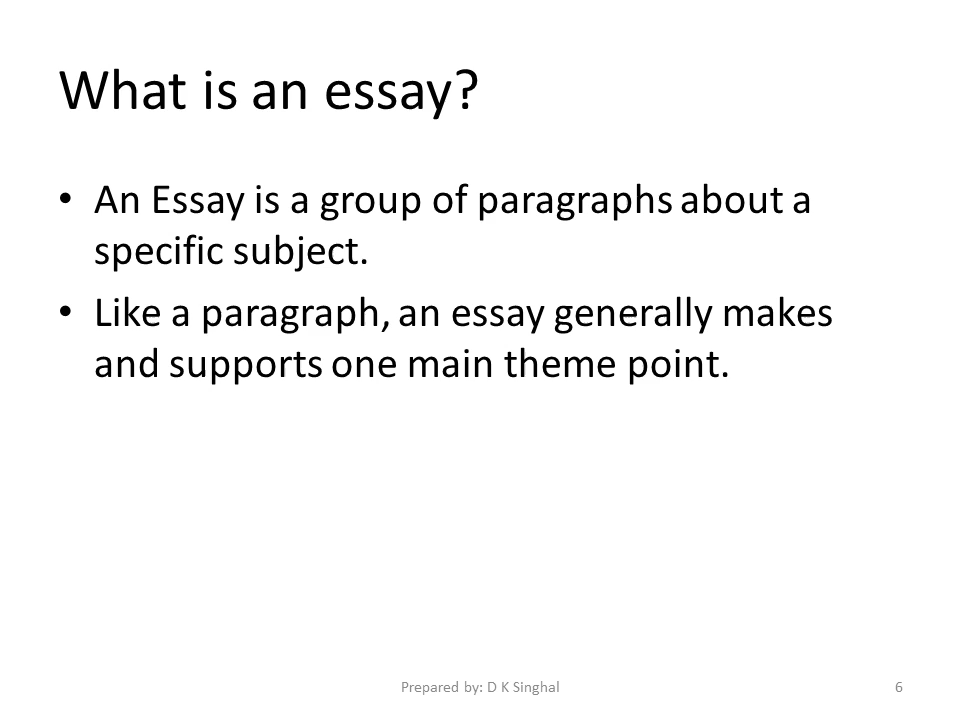 What is an essay?
• An Essay is a group of paragraphs about a
specific subject.
• Like a paragraph, an essay generally makes
and supports one main theme point.
Prepared by: D K Singhal
6